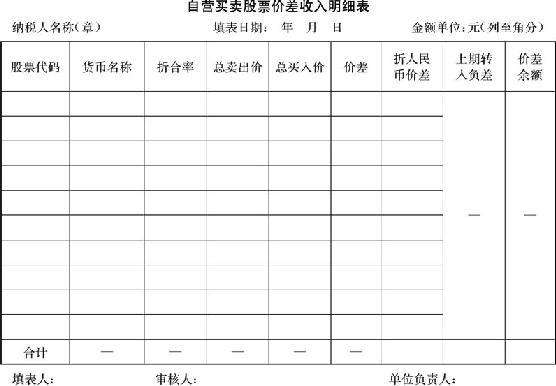 自营买卖股票价差收入明细表
纳税人名称(章) 填表日期: 年 月 日 金额单位:元(列至角分)
股票代码 货币名称 折合率 总卖出价 总买入价 价差 折人民币价差 上期转入负差 价差余额
— —
合计 — — — — —
填表人: 审核人: 单位负责人: